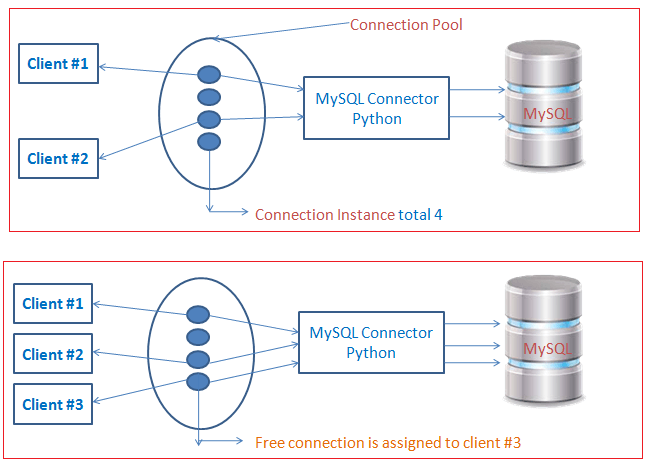 Connection Pool
Client #1
MySQL Connector
Python
MySQL
Client #2
Connection Instance total 4
Client #1
MySQL Connector
Python
MySQL
Client #2
Client #3
Free connection is assigned to client #3